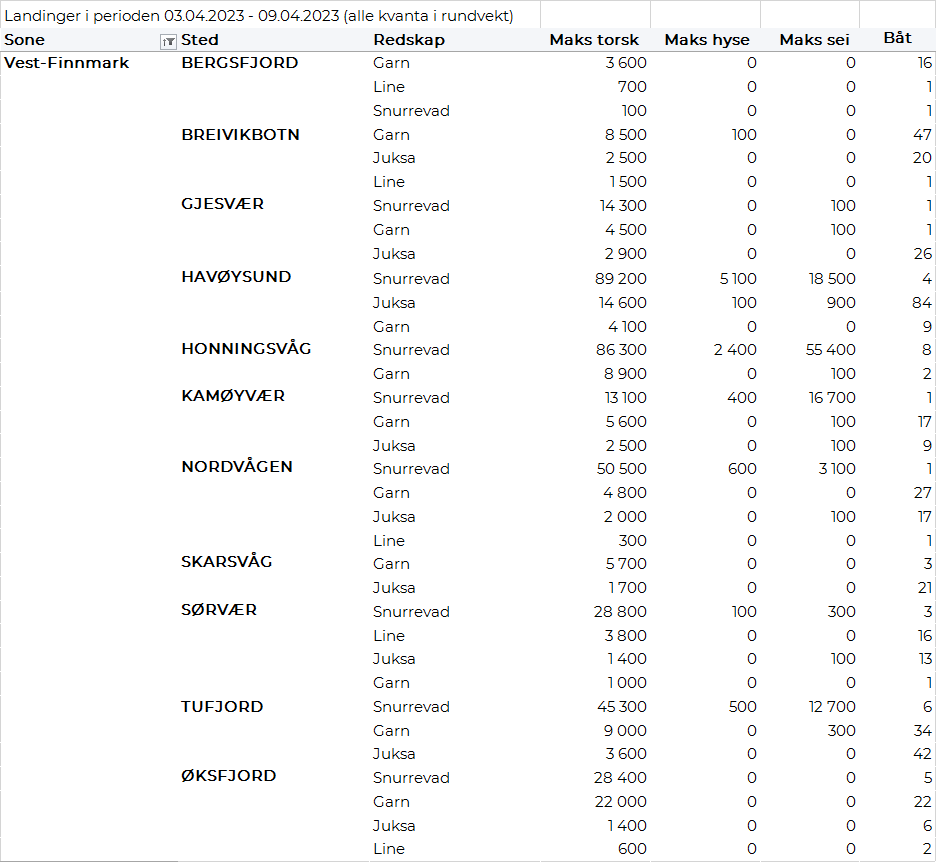 Landinger i perioden 03.04.2023 - 09.04.2023 (alle kvanta i rundvekt)
Sone Sted Redskap Maks torsk Maks hyse Maks sei Båt
Vest-Finnmark BERGSFJORD Garn 3 600 0 0 16
Line 700 0 0 1
Snurrevad 100 0 0 1
BREIVIKBOTN Garn 8 500 100 0 47
Juksa 2 500 0 0 20
Line 1 500 0 0 1
GJESVÆR Snurrevad 14 300 0 100 1
Garn 4 500 0 100 1
Juksa 2 900 0 0 26
HAVØYSUND Snurrevad 89 200 5 100 18 500 4
Juksa 14 600 100 900 84
Garn 4 100 0 0 9
HONNINGSVÅG Snurrevad 86 300 2 400 55 400 8
Garn 8 900 0 100 2
KAMØYVÆR Snurrevad 13 100 400 16 700 1
Garn 5 600 0 100 17
Juksa 2 500 0 100 9
NORDVÅGEN Snurrevad 50 500 600 3 100 1
Garn 4 800 0 0 27
Juksa 2 000 0 100 17
Line 300 0 0 1
SKARSVÅG Garn 5 700 0 0 3
Juksa 1 700 0 0 21
SØRVÆR Snurrevad 28 800 100 300 3
Line 3 800 0 0 16
Juksa 1 400 0 100 13
Garn 1 000 0 0 1
TUFJORD Snurrevad 45 300 500 12 700 6
Garn 9 000 0 300 34
Juksa 3 600 0 0 42
ØKSFJORD Snurrevad 28 400 0 0 5
Garn 22 000 0 0 22
Juksa 1 400 0 0 6
Line 600 0 0 2